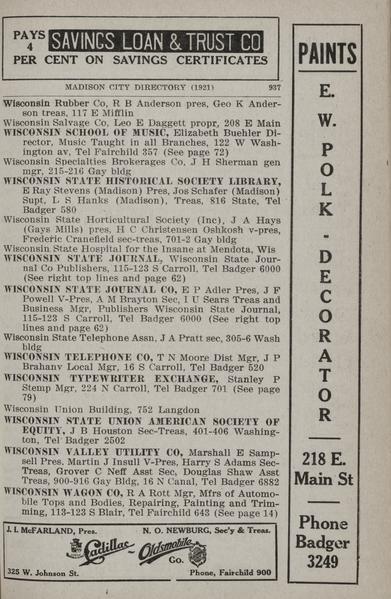 PAYS 4 SAVINGS LOAN & TRUST CO
PER CENT ON SAVINGS CERTIFICATES
MADISON CITY DIRECTORY (1921) 937
Wisconsin Rubber Co, R B Anderson pres, Geo K Ander-
son treas, 117 E Mifflin
Wisconsin Salvage Co, Leo E Daggett propr, 208 E Main
WISCONSIN SCHOOL OF MUSIC, Elizabeth Buehler Di-
rector, Music Taught in all Branches, 122 W Wash-
ington av, Tel Fairchild 357 (See page 72)
Wisconsin Specialties Brokerages Co, J H Sherman gen
mgr, 215-216 Gay bldg
WISCONSIN STATE HISTORICAL SOCIETY LIBRARY,
E Ray Stevens (Madison) Pres, Jos Schafer (Madison)
Supt, L S Hanks (Madison), Treas, 816 State, Tel
Badger 580
Wisconsin State Horticultural Society (Inc), J A Hays
(Gays Mills) pres, H C Christensen Oshkosh v-pres,
Frederic Cranefield sec-treas, 701-2 Gay bldg
Wisconsin State Hospital for the Insane at Mendota, Wis
WISCONSIN STATE JOURNAL, Wisconsin State Jour-
nal Co Publishers, 115-123 S Carroll, Tel Badger 6000
(See right top lines and page 62)
WISCONSIN STATE JOURNAL CO, E P Adler Pres, J F
Powell V-Pres, A M Brayton Sec, I U Sears Treas and
Business Mgr, Publishers Wisconsin State Journal,
115-123 S Carroll, Tel Badger 6000 (See right top
lines and page 62)
Wisconsin State Telephone Assn, J A Pratt sec, 305-6 Wash
bldg
WISCONSIN TELEPHONE CO, T N Moore Dist Mgr, J P
Brahany Local Mgr, 16 S Carroll, Tel Badger 520
WISCONSIN TYPEWRITER EXCHANGE, Stanley P
Stemp Mgr, 224 N Carroll, Tel Badger 701 (See page
79)
Wisconsin Union Building, 752 Langdon
WISCONSIN STATE UNION AMERICAN SOCIETY OF
EQUITY, J B Houston Sec-Treas, 401-406 Washing-
ton, Tel Badger 2502
WISCONSIN VALLEY UTILITY CO, Marshall E Samp-
sell Pres, Martin J Insull V-Pres, Harry S Adams Sec-
Treas, Grover C Neff Asst Sec, Douglas Shaw Asst
Treas, 900-916 Gay Bldg, 16 N Canal, Tel Badger 6882
WISCONSIN WAGON CO, R A Rott Mgr, Mfrs of Automo-
bile Tops and Bodies, Repairing, Painting and Trim-
ming, 113-123 S Blair, Tel Fairchild 643 (See page 14)
J. I. McFARLAND, Pres. N. O. NEWBURG, Sec'y & Treas.
Cadillac - Oldsmobile Co.
325 W. Johnson St. Phone, Fairchild 900
PAINTS
E. W. POLK - DECORATOR
218 E.
Main St
Phone
Badger
3249